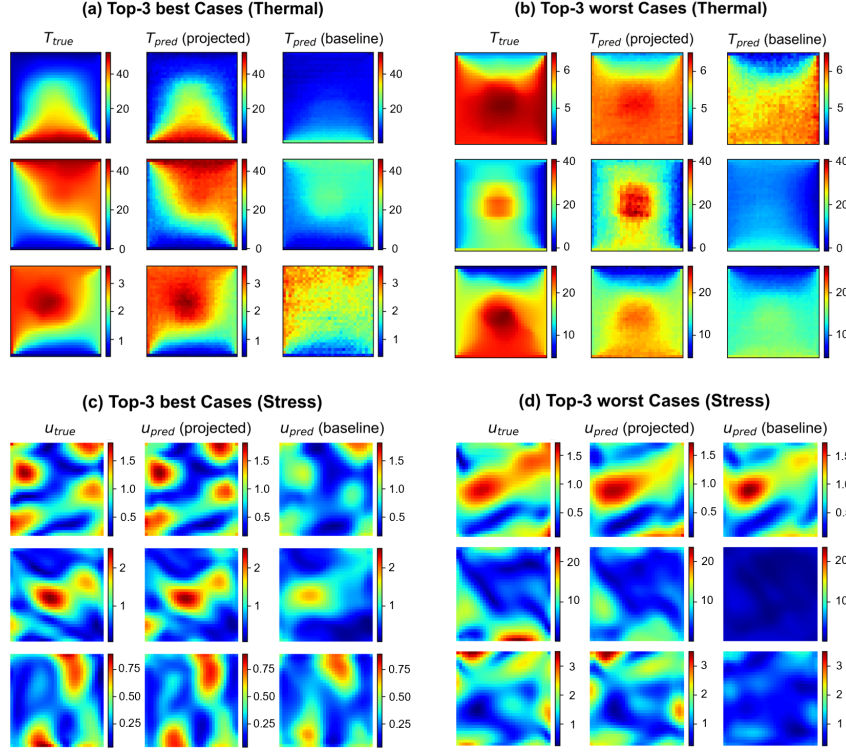 (a) Top-3 best Cases (Thermal)
T_true T_pred (projected) T_pred (baseline)
40 20 40 20 40 20
40 20 0 40 20 0 40 20 0
3 2 1 3 2 1 3 2 1
(b) Top-3 worst Cases (Thermal)
T_true T_pred (projected) T_pred (baseline)
6 5 6 5 6 5
40 20 0 40 20 0 40 20 0
20 10 20 10 20 10
(c) Top-3 best Cases (Stress)
u_true u_pred (projected) u_pred (baseline)
1.5 1.0 0.5 1.5 1.0 0.5 1.5 1.0 0.5
2 1 2 1 2 1
0.75 0.50 0.25 0.75 0.50 0.25 0.75 0.50 0.25
(d) Top-3 worst Cases (Stress)
u_true u_pred (projected) u_pred (baseline)
1.5 1.0 0.5 1.5 1.0 0.5 1.5 1.0 0.5
20 10 20 10 20 10
3 2 1 3 2 1 3 2 1